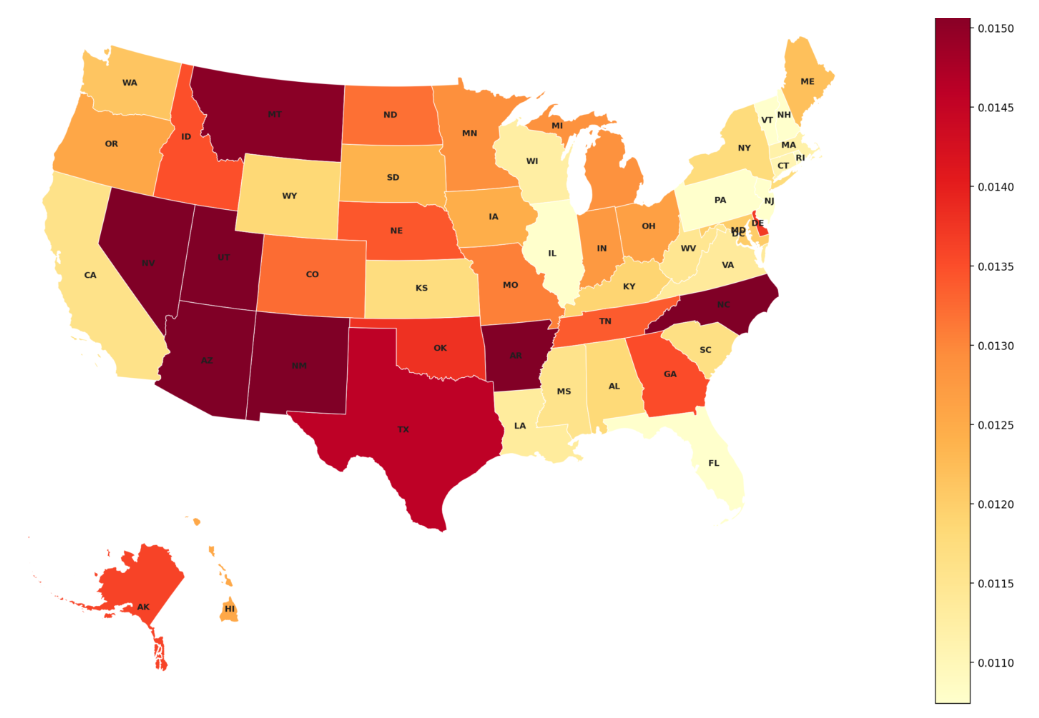 WA
MT
ND
MN
MI
ME
VT
NH
ID
OR
SD
WI
NY
MA
RI
CT
WY
NE
IA
PA
NJ
NV
UT
CO
KS
MO
IL
IN
OH
WV
MD
DC
DE
VA
CA
KY
AZ
NM
OK
AR
TN
NC
SC
TX
LA
MS
AL
GA
FL
AK
HI
0.0150
0.0145
0.0140
0.0135
0.0130
0.0125
0.0120
0.0115
0.0110